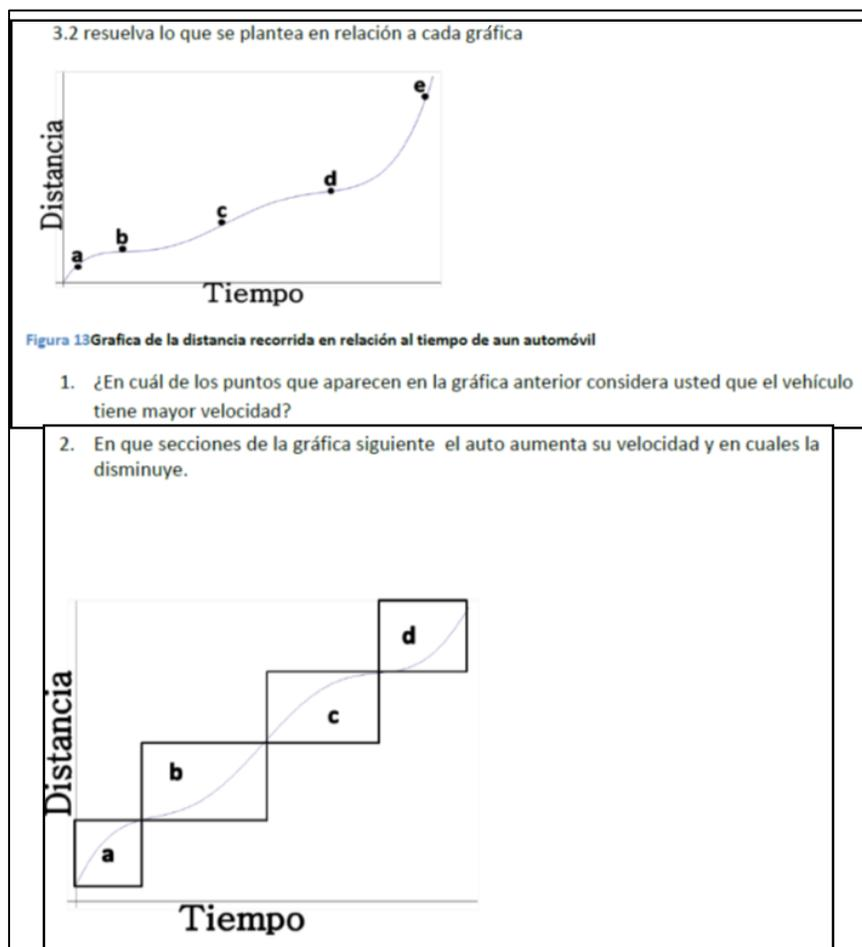 3.2 resuelva lo que se plantea en relación a cada gráfica
e
Distancia
d
c
b
a
Tiempo
Figura 13Grafica de la distancia recorrida en relación al tiempo de aun automóvil
1. ¿En cuál de los puntos que aparecen en la gráfica anterior considera usted que el vehículo
tiene mayor velocidad?
2. En que secciones de la gráfica siguiente el auto aumenta su velocidad y en cuales la
disminuye.
d
Distancia
c
b
a
Tiempo